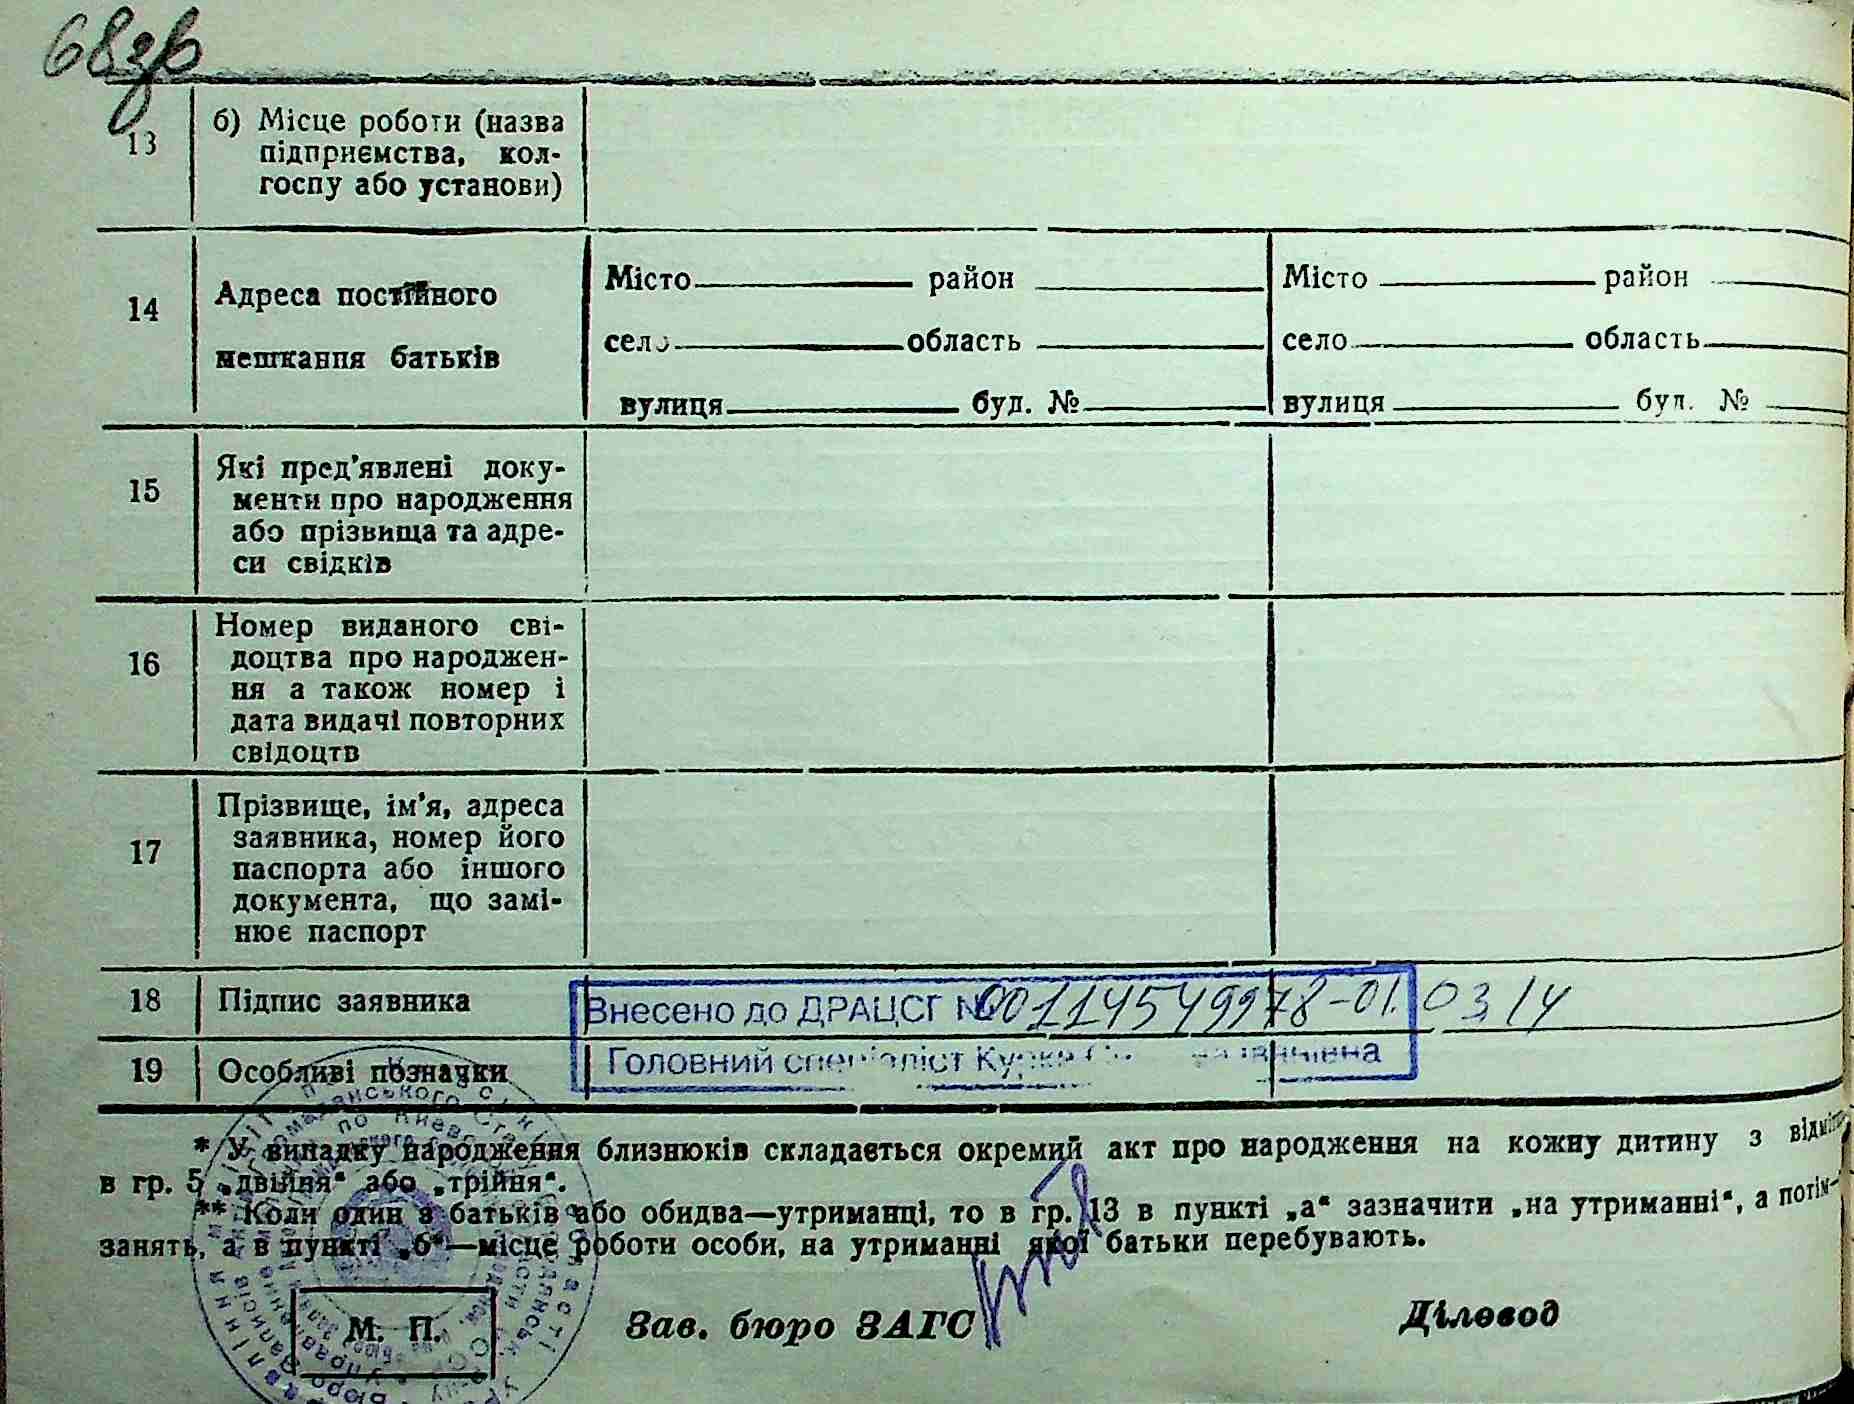 68зв
13
б) Місце роботи (назва
підприємства, кол-
госпу або установи)
14
Адреса постійного
мешкання батьків
Місто район
село область
вулиця буд. №
Місто район
село область
вулиця буд. №
15
Які пред'явлені доку-
менти про народження
або прізвища та адре-
си свідків
16
Номер виданого сві-
доцтва про народжен-
ня а також номер і
дата видачі повторних
свідоцтв
17
Прізвище, ім'я, адреса
заявника, номер його
паспорта або іншого
документа, що замі-
нює паспорт
18
Підпис заявника
Внесено до ДРАЦСГ № 00114549978-01.03/14
Головний спеціаліст
19
Особливі позначки
* У випадку народження близнюків складається окремий акт про народження на кожну дитину з
в гр. 5 „двійня“ або „трійня“.
** Коли один з батьків або обидва—утриманці, то в гр. 13 в пункті „а“ зазначити „на утриманні“, а потім—
занять, а в пункті „б“—місце роботи особи, на утриманні якої батьки перебувають.
М. П.
Зав. бюро ЗАГС
Діловод